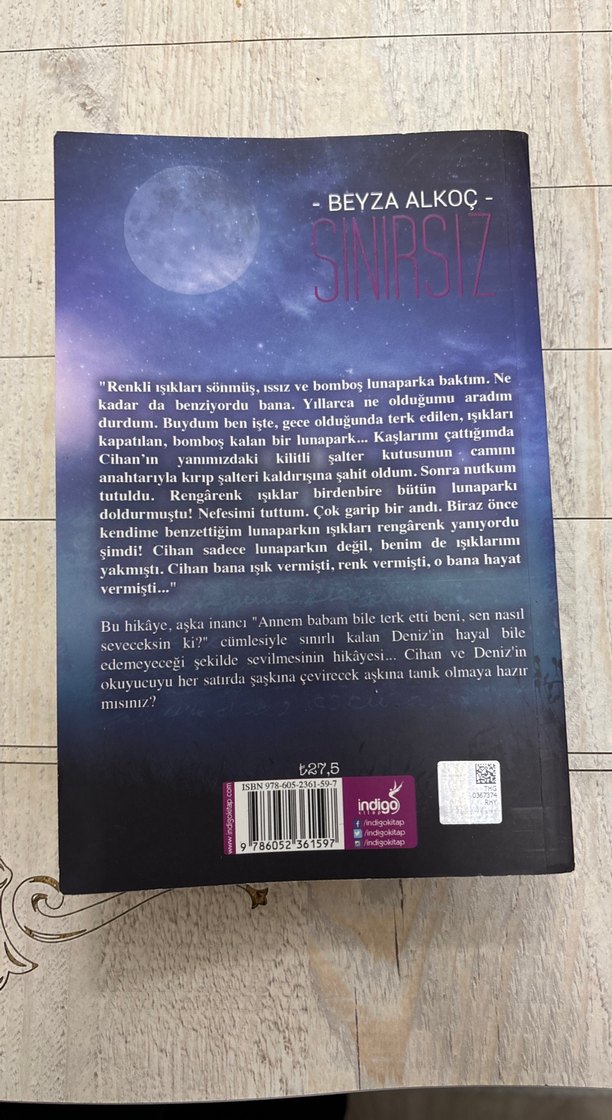 - BEYZA ALKOÇ -
SINIRSIZ
"Renkli ışıkları sönmüş, ıssız ve bomboş lunaparka baktım. Ne
kadar da benziyordu bana. Yıllarca ne olduğumu aradım
durdum. Buydum ben işte, gece olduğunda terk edilen, ışıkları
kapatılan, bomboş kalan bir lunapark... Kaşlarımı çattığımda
Cihan'ın yanımızdaki kilitli şalter kutusunun camını
anahtarıyla kırıp şalteri kaldırışına şahit oldum. Sonra nutkum
tutuldu. Rengârenk ışıklar birdenbire bütün lunaparkı
doldurmuştu! Nefesimi tuttum. Çok garip bir andı. Biraz önce
kendime benzettiğim lunaparkın ışıkları rengârenk yanıyordu
şimdi! Cihan sadece lunaparkın değil, benim de ışıklarımı
yakmıştı. Cihan bana ışık vermişti, renk vermişti, o bana hayat
vermişti..."
Bu hikâye, aşka inancı "Annem babam bile terk etti beni, sen nasıl
seveceksin ki?" cümlesiyle sınırlı kalan Deniz'in hayal bile
edemeyeceği şekilde sevilmesinin hikâyesi... Cihan ve Deniz'in
okuyucuyu her satırda şaşkına çevirecek aşkına tanık olmaya hazır
mısınız?
₺27,5
www.indigokitap.com
ISBN 978-605-2361-59-7
9 786052 361597
indigo
kitap
/indigokitap
/indigokitap
/indigokitap
THG
0367374
RHY